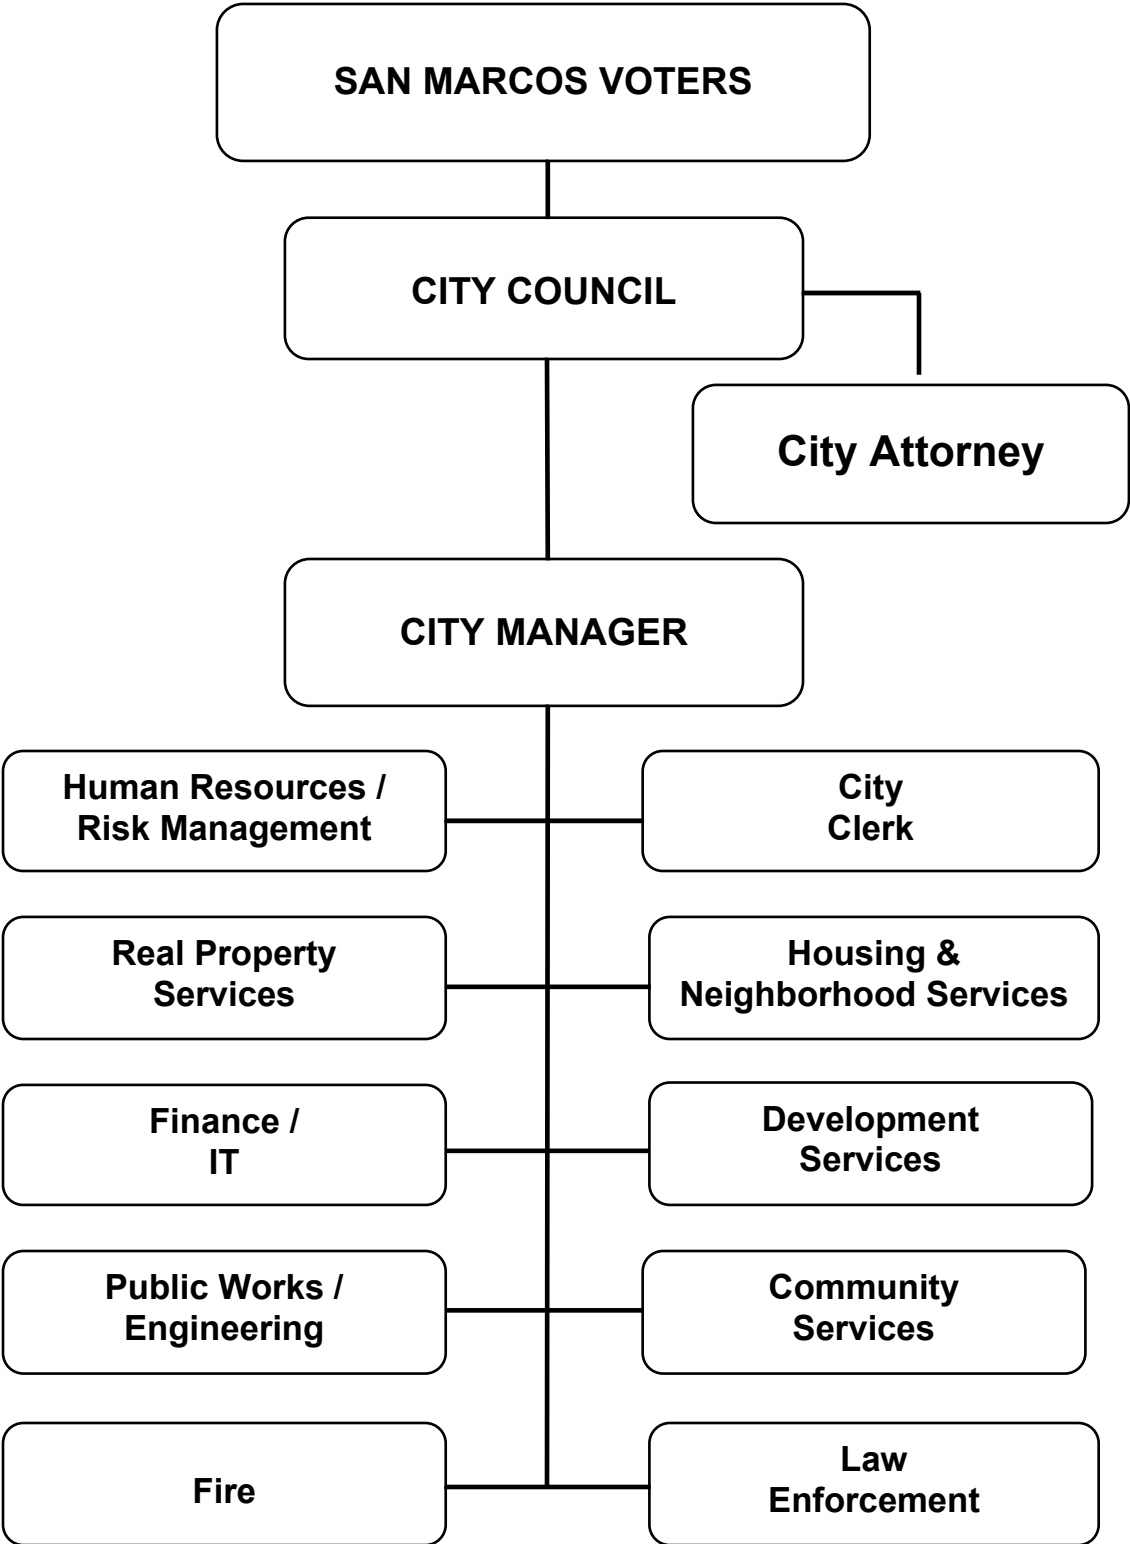 SAN MARCOS VOTERS
CITY COUNCIL
City Attorney
CITY MANAGER
Human Resources /
Risk Management
City
Clerk
Real Property
Services
Housing &
Neighborhood Services
Finance /
IT
Development
Services
Public Works /
Engineering
Community
Services
Fire
Law
Enforcement